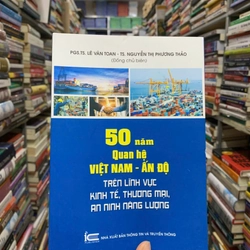 PGS.TS. LÊ VĂN TOAN - TS. NGUYỄN THỊ PHƯƠNG THẢO
(Đồng chủ biên)
50 năm
Quan hệ
VIỆT NAM - ẤN ĐỘ
TRÊN LĨNH VỰC
KINH TẾ, THƯƠNG MẠI,
AN NINH NĂNG LƯỢNG
NHÀ XUẤT BẢN THÔNG TIN VÀ TRUYỀN THÔNG